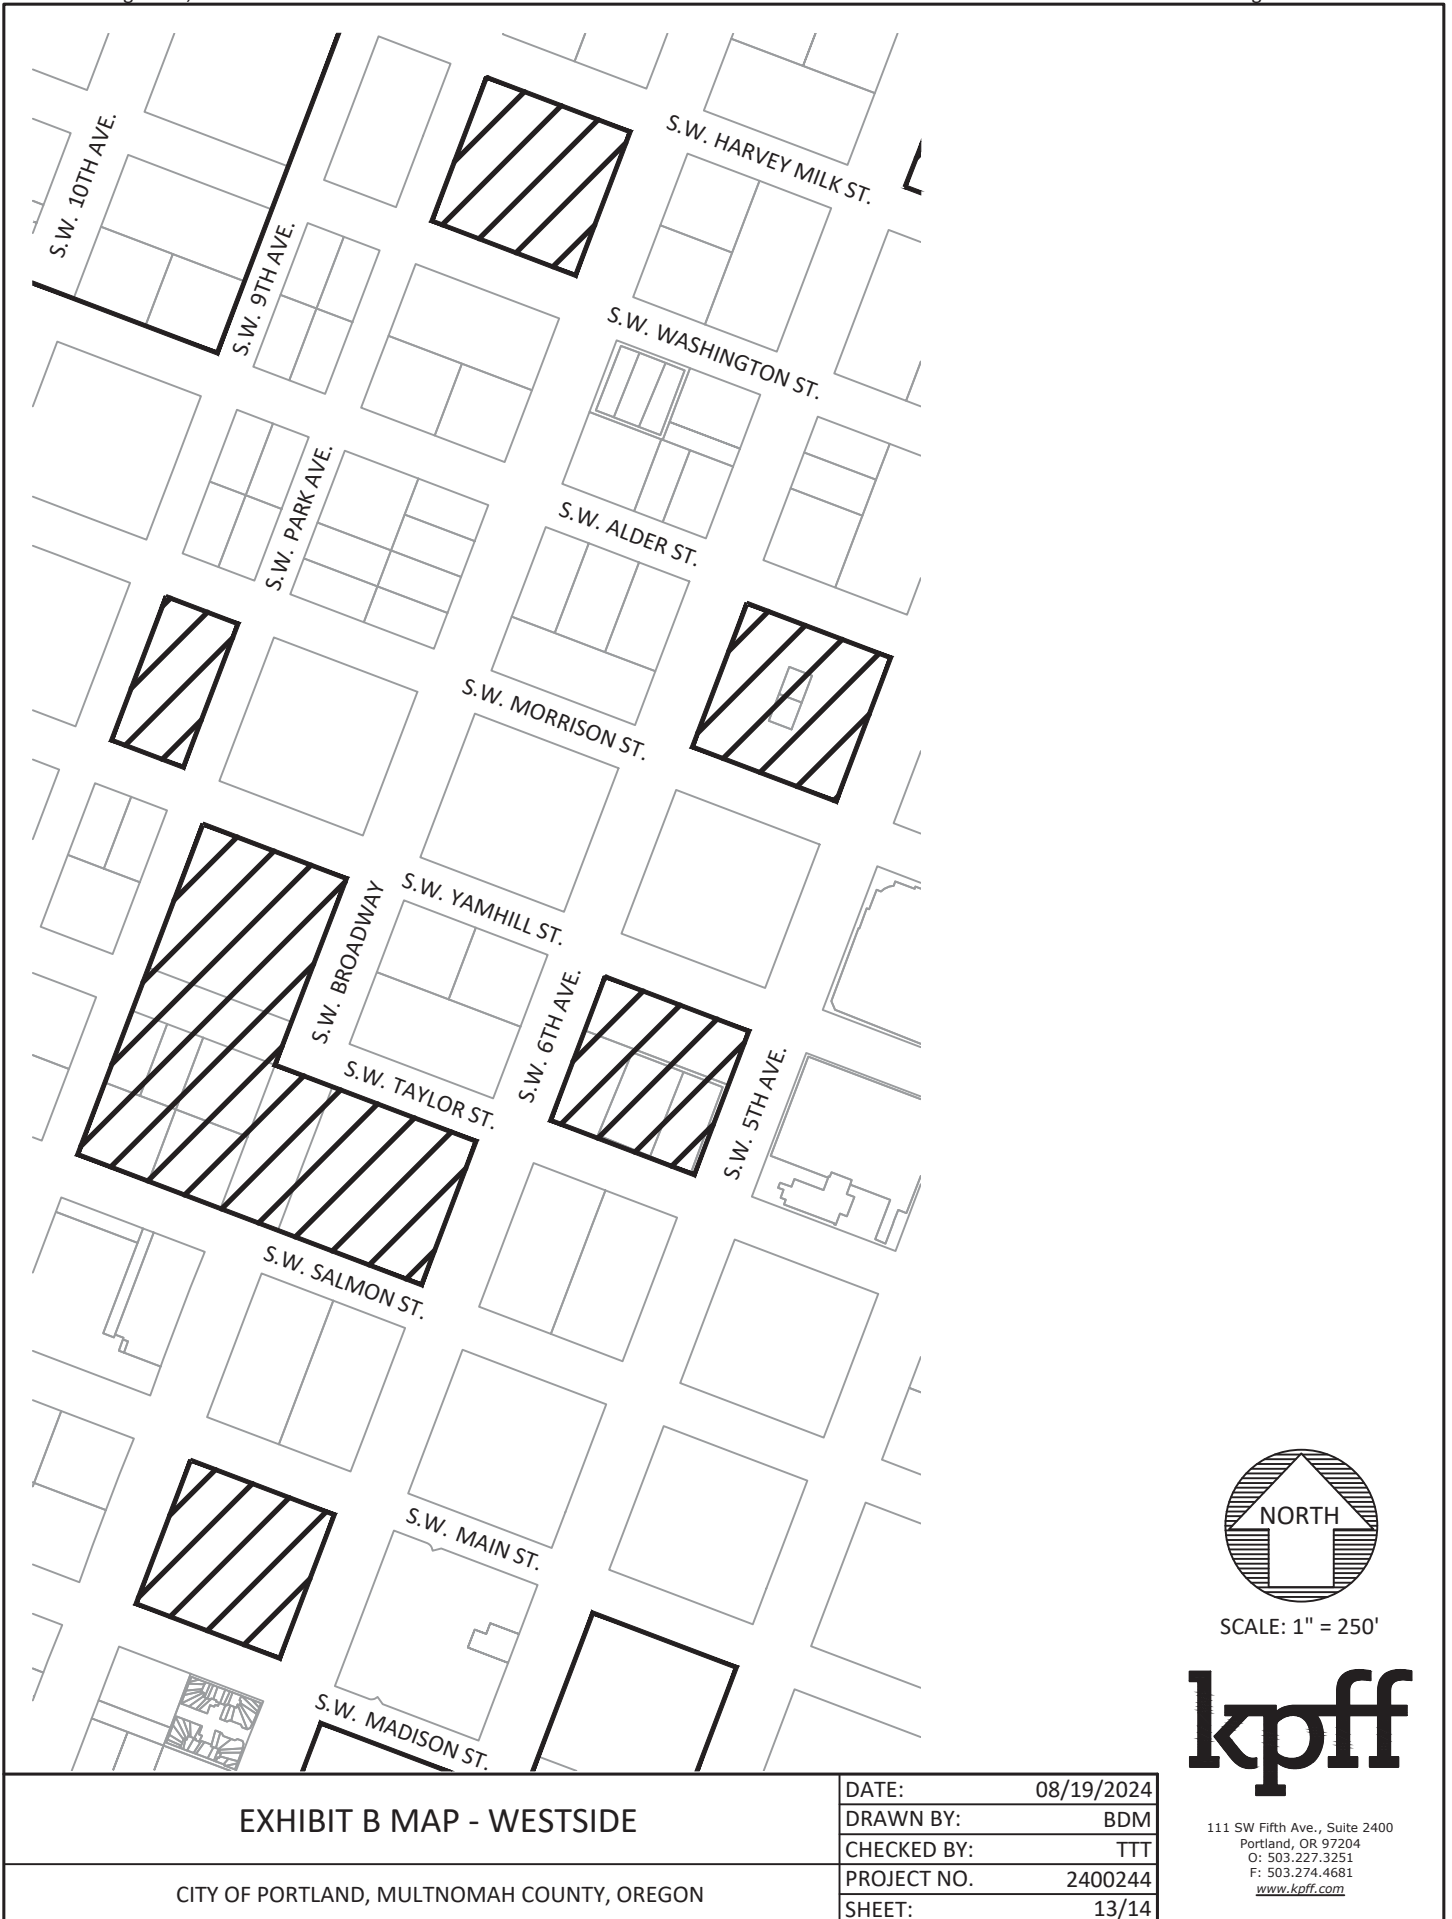 S.W. HARVEY MILK ST.
S.W. 10TH AVE.
S.W. 9TH AVE.
S.W. WASHINGTON ST.
S.W. PARK AVE.
S.W. ALDER ST.
S.W. MORRISON ST.
S.W. BROADWAY
S.W. YAMHILL ST.
S.W. 6TH AVE.
S.W. TAYLOR ST.
S.W. 5TH AVE.
S.W. SALMON ST.
S.W. MAIN ST.
S.W. MADISON ST.
NORTH
SCALE: 1" = 250'
kpff
111 SW Fifth Ave., Suite 2400
Portland, OR 97204
O: 503.227.3251
F: 503.274.4681
www.kpff.com
EXHIBIT B MAP - WESTSIDE
CITY OF PORTLAND, MULTNOMAH COUNTY, OREGON
DATE: 08/19/2024
DRAWN BY: BDM
CHECKED BY: TTT
PROJECT NO. 2400244
SHEET: 13/14